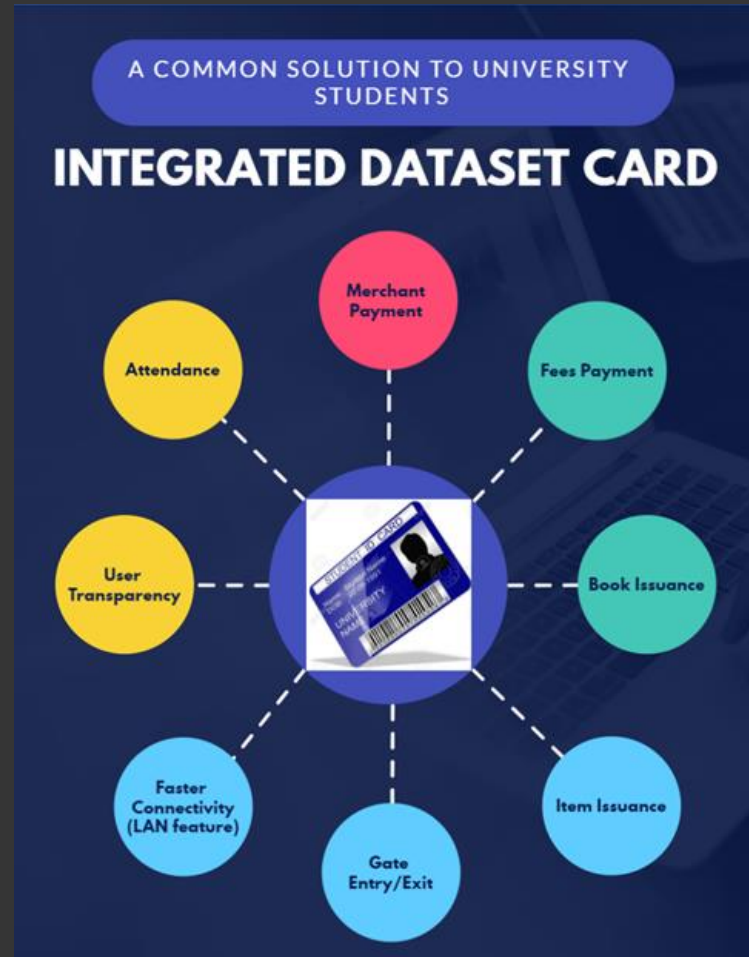 A COMMON SOLUTION TO UNIVERSITY
STUDENTS
INTEGRATED DATASET CARD
Merchant
Payment
Attendance
Fees Payment
STUDENT ID CARD
UNIVERSITY
NAME
User
Transparency
Book Issuance
Faster
Connectivity
(LAN feature)
Item Issuance
Gate
Entry/Exit